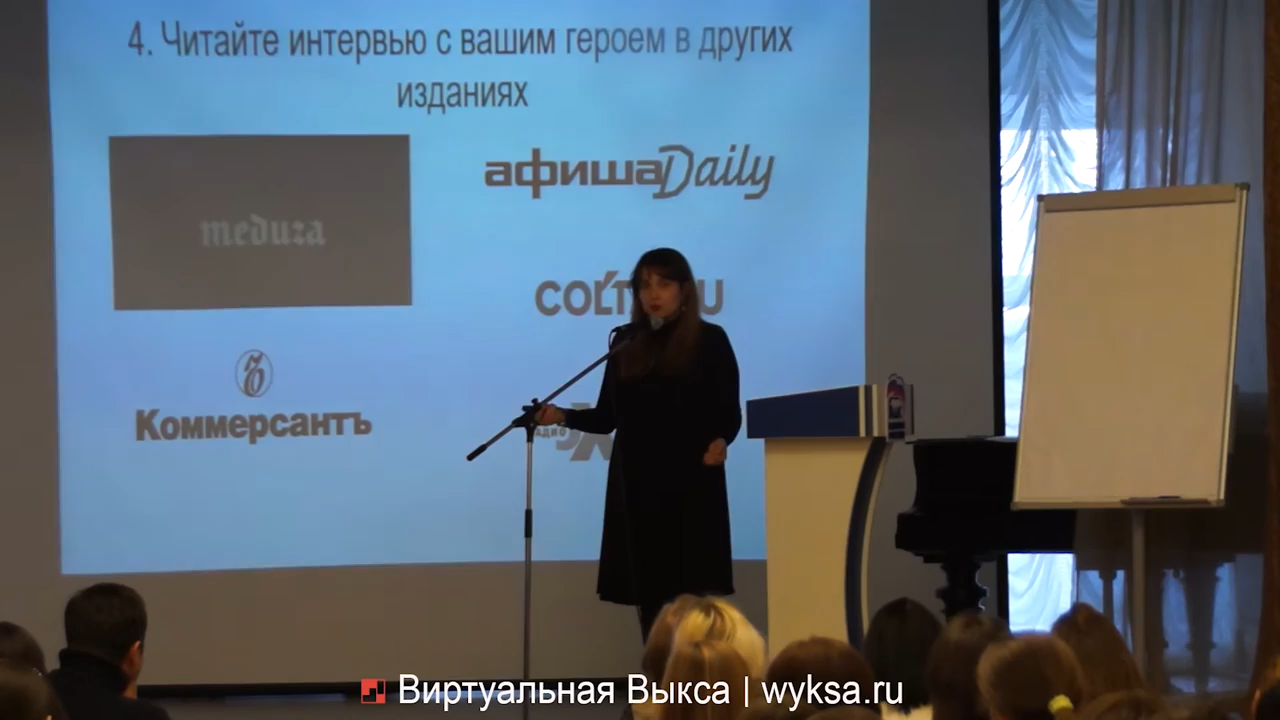 4. Читайте интервью с вашим героем в других
изданиях
meduza
афишаDaily
COLTA.RU
Коммерсантъ
Виртуальная Выкса | wyksa.ru